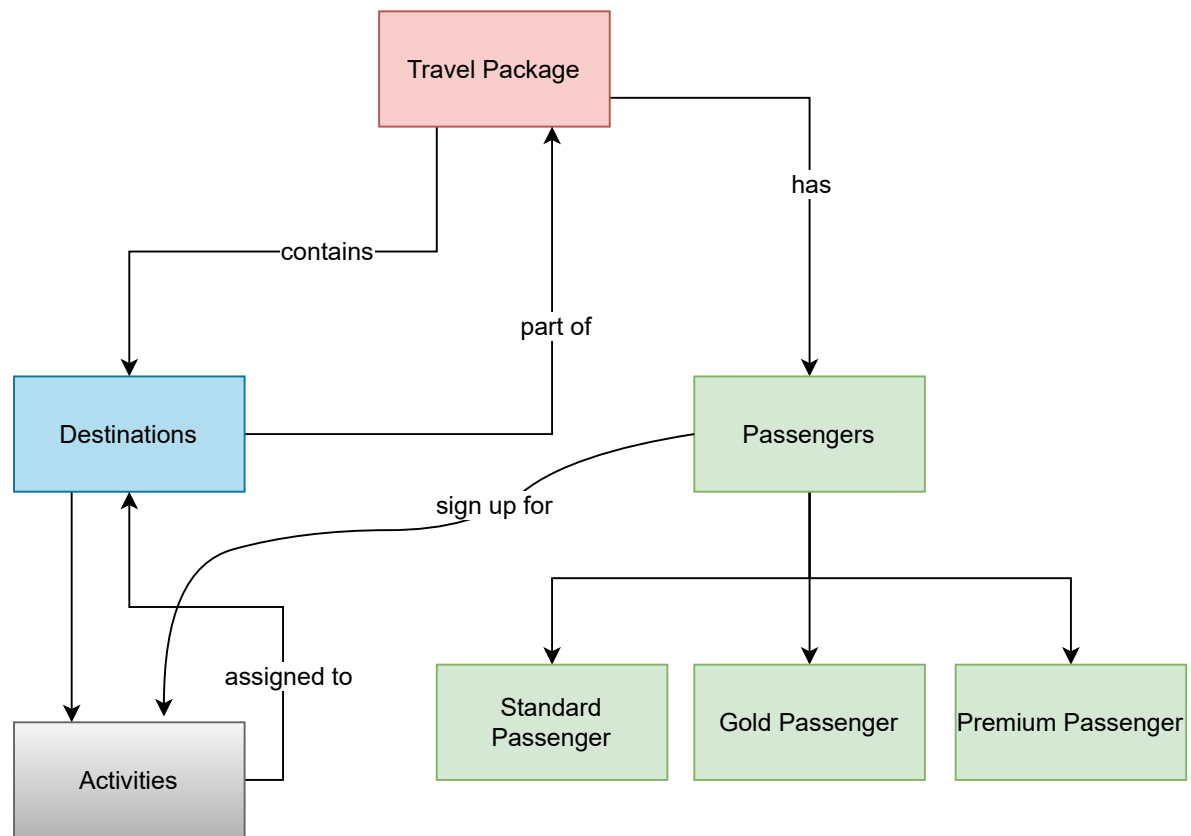 Travel Package
has
contains
part of
Destinations
Passengers
sign up for
assigned to
Standard
Passenger
Gold Passenger
Premium Passenger
Activities